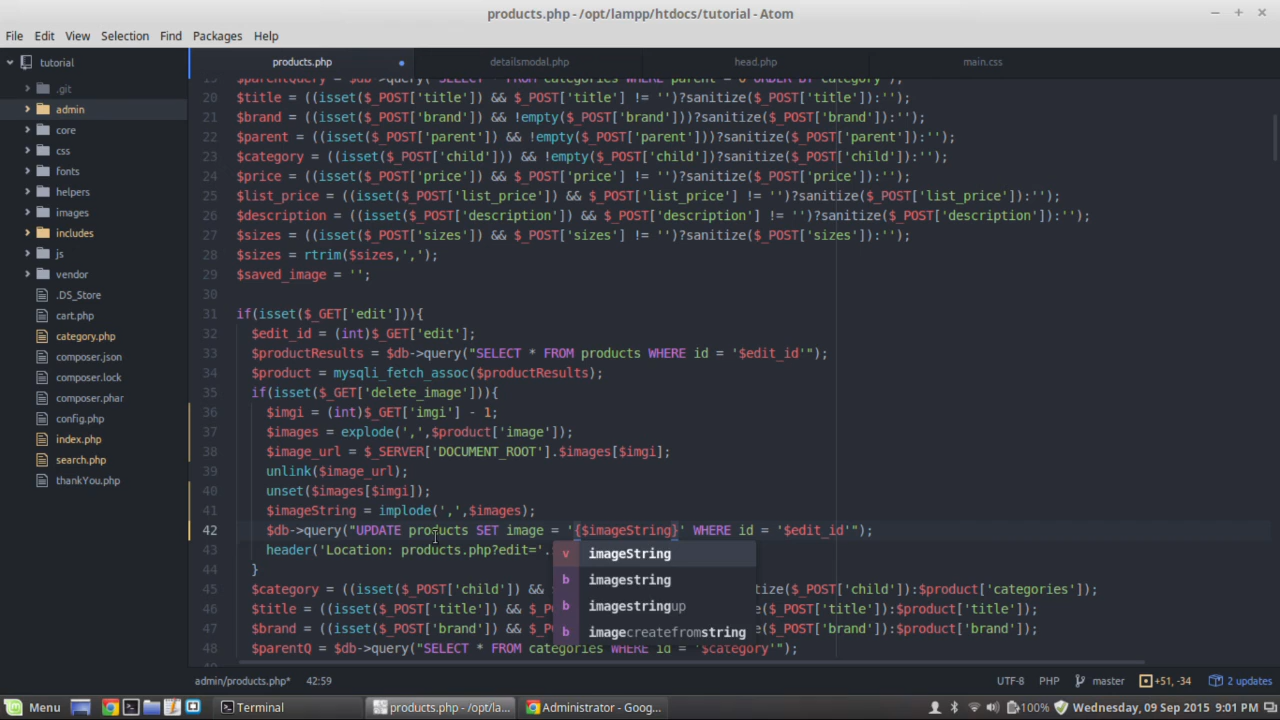 products.php - /opt/lampp/htdocs/tutorial - Atom
File Edit View Selection Find Packages Help
tutorial
products.php detailsmodal.php head.php main.css
.git
admin
core
css
fonts
helpers
images
includes
js
vendor
.DS_Store
cart.php
category.php
composer.json
composer.lock
composer.phar
config.php
index.php
search.php
thankYou.php
19 $parentQuery = $db->query("SELECT * FROM categories WHERE parent = 0 ORDER BY category");
20 $title = ((isset($_POST['title']) && $_POST['title'] != '')?sanitize($_POST['title']):'');
21 $brand = ((isset($_POST['brand']) && !empty($_POST['brand']))?sanitize($_POST['brand']):'');
22 $parent = ((isset($_POST['parent']) && !empty($_POST['parent']))?sanitize($_POST['parent']):'');
23 $category = ((isset($_POST['child'])) && !empty($_POST['child'])?sanitize($_POST['child']):'');
24 $price = ((isset($_POST['price']) && $_POST['price'] != '')?sanitize($_POST['price']):'');
25 $list_price = ((isset($_POST['list_price']) && $_POST['list_price'] != '')?sanitize($_POST['list_price']):'');
26 $description = ((isset($_POST['description']) && $_POST['description'] != '')?sanitize($_POST['description']):'');
27 $sizes = ((isset($_POST['sizes']) && $_POST['sizes'] != '')?sanitize($_POST['sizes']):'');
28 $sizes = rtrim($sizes,',');
29 $saved_image = '';
30
31 if(isset($_GET['edit'])){
32 $edit_id = (int)$_GET['edit'];
33 $productResults = $db->query("SELECT * FROM products WHERE id = '$edit_id'");
34 $product = mysqli_fetch_assoc($productResults);
35 if(isset($_GET['delete_image'])){
36 $imgi = (int)$_GET['imgi'] - 1;
37 $images = explode(',',$product['image']);
38 $image_url = $_SERVER['DOCUMENT_ROOT'].$images[$imgi];
39 unlink($image_url);
40 unset($images[$imgi]);
41 $imageString = implode(',',$images);
42 $db->query("UPDATE products SET image = '{$imageString}' WHERE id = '$edit_id'");
43 header('Location: products.php?edit='.
v imageString
b imagestring
b imagestringup
b imagecreatefromstring
44 }
45 $category = ((isset($_POST['child']) && tize($_POST['child']):$product['categories']);
46 $title = ((isset($_POST['title']) && $_PO e($_POST['title']):$product['title']);
47 $brand = ((isset($_POST['brand']) && $_PO e($_POST['brand']):$product['brand']);
48 $parentQ = $db->query("SELECT * FROM categories WHERE id = '$category'");
admin/products.php* 42:59 UTF-8 PHP master +51, -34 2 updates
Menu Terminal products.php - /opt/la... Administrator - Goog... 100% Wednesday, 09 Sep 2015 9:01 PM